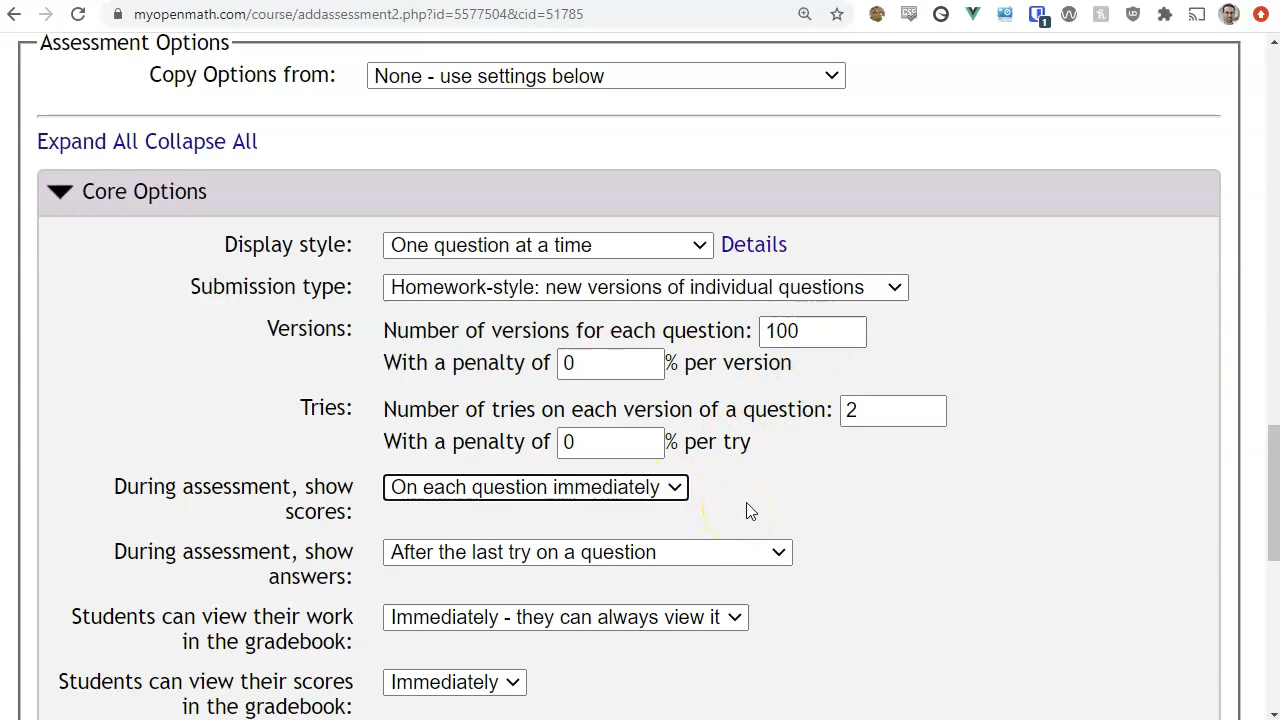 myopenmath.com/course/addassessment2.php?id=5577504&cid=51785
1
Assessment Options
Copy Options from: None - use settings below
Expand All Collapse All
Core Options
Display style: One question at a time Details
Submission type: Homework-style: new versions of individual questions
Versions: Number of versions for each question: 100
With a penalty of 0 % per version
Tries: Number of tries on each version of a question: 2
With a penalty of 0 % per try
During assessment, show On each question immediately
scores:
During assessment, show After the last try on a question
answers:
Students can view their work Immediately - they can always view it
in the gradebook:
Students can view their scores Immediately
in the gradebook: